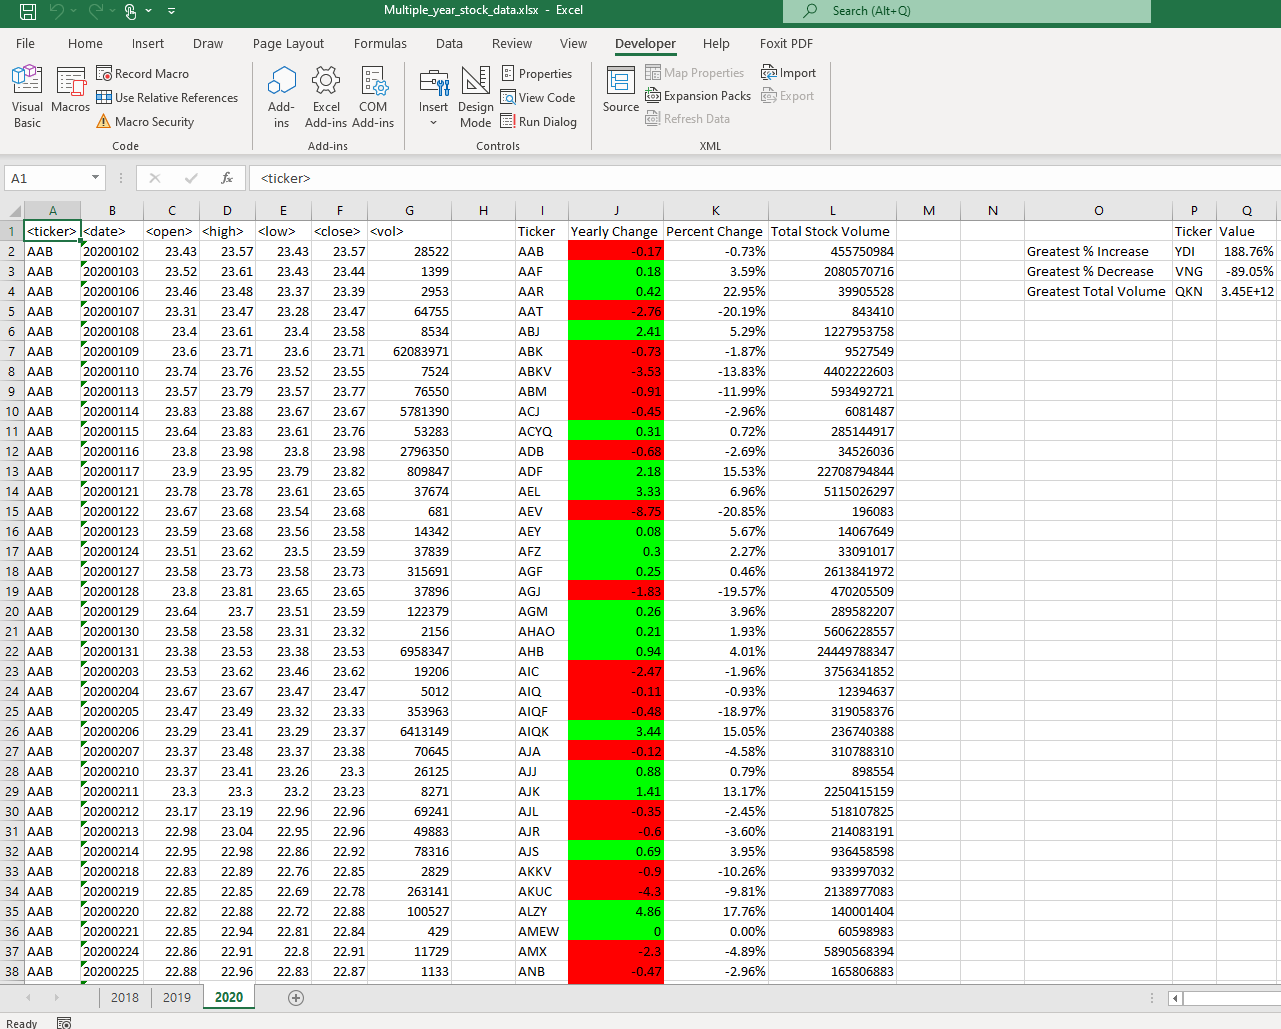 Multiple_year_stock_data.xlsx - Excel
Search (Alt+Q)
File Home Insert Draw Page Layout Formulas Data Review View Developer Help Foxit PDF
Visual Basic
Macros
Record Macro
Use Relative References
Macro Security
Code
Add-ins
Excel Add-ins
COM Add-ins
Add-ins
Insert
Design Mode
Properties
View Code
Run Dialog
Controls
Source
Map Properties
Expansion Packs
Refresh Data
Import
Export
XML
A1 fx <ticker>
A B C D E F G H I J K L M N O P Q
1 <ticker> <date> <open> <high> <low> <close> <vol> Ticker Yearly Change Percent Change Total Stock Volume Ticker Value
2 AAB 20200102 23.43 23.57 23.43 23.57 28522 AAB -0.17 -0.73% 455750984 Greatest % Increase YDI 188.76%
3 AAB 20200103 23.52 23.61 23.43 23.44 1399 AAF 0.18 3.59% 2080570716 Greatest % Decrease VNG -89.05%
4 AAB 20200106 23.46 23.48 23.37 23.39 2953 AAR 0.42 22.95% 39905528 Greatest Total Volume QKN 3.45E+12
5 AAB 20200107 23.31 23.47 23.28 23.47 64755 AAT -2.76 -20.19% 843410
6 AAB 20200108 23.4 23.61 23.4 23.58 8534 ABJ 2.41 5.29% 1227953758
7 AAB 20200109 23.6 23.71 23.6 23.71 62083971 ABK -0.73 -1.87% 9527549
8 AAB 20200110 23.74 23.76 23.52 23.55 7524 ABKV -3.53 -13.83% 4402222603
9 AAB 20200113 23.57 23.79 23.57 23.77 76550 ABM -0.91 -11.99% 593492721
10 AAB 20200114 23.83 23.88 23.67 23.67 5781390 ACJ -0.45 -2.96% 6081487
11 AAB 20200115 23.64 23.83 23.61 23.76 53283 ACYQ 0.31 0.72% 285144917
12 AAB 20200116 23.8 23.98 23.8 23.98 2796350 ADB -0.68 -2.69% 34526036
13 AAB 20200117 23.9 23.95 23.79 23.82 809847 ADF 2.18 15.53% 22708794844
14 AAB 20200121 23.78 23.78 23.61 23.65 37674 AEL 3.33 6.96% 5115026297
15 AAB 20200122 23.67 23.68 23.54 23.68 681 AEV -8.75 -20.85% 196083
16 AAB 20200123 23.59 23.68 23.56 23.58 14342 AEY 0.08 5.67% 14067649
17 AAB 20200124 23.51 23.62 23.5 23.59 37839 AFZ 0.3 2.27% 33091017
18 AAB 20200127 23.58 23.73 23.58 23.73 315691 AGF 0.25 0.46% 2613841972
19 AAB 20200128 23.8 23.81 23.65 23.65 37896 AGJ -1.83 -19.57% 470205509
20 AAB 20200129 23.64 23.7 23.51 23.59 122379 AGM 0.26 3.96% 289582207
21 AAB 20200130 23.58 23.58 23.31 23.32 2156 AHAO 0.21 1.93% 5606228557
22 AAB 20200131 23.38 23.53 23.38 23.53 6958347 AHB 0.94 4.01% 24449788347
23 AAB 20200203 23.53 23.62 23.46 23.62 19206 AIC -2.47 -1.96% 3756341852
24 AAB 20200204 23.67 23.67 23.47 23.47 5012 AIQ -0.11 -0.93% 12394637
25 AAB 20200205 23.47 23.49 23.32 23.33 353963 AIQF -0.48 -18.97% 319058376
26 AAB 20200206 23.29 23.41 23.29 23.37 6413149 AIQK 3.44 15.05% 236740388
27 AAB 20200207 23.37 23.48 23.37 23.38 70645 AJA -0.12 -4.58% 310788310
28 AAB 20200210 23.37 23.41 23.26 23.3 26125 AJJ 0.88 0.79% 898554
29 AAB 20200211 23.3 23.3 23.2 23.23 8271 AJK 1.41 13.17% 2250415159
30 AAB 20200212 23.17 23.19 22.96 22.96 69241 AJL -0.35 -2.45% 518107825
31 AAB 20200213 22.98 23.04 22.95 22.96 49883 AJR -0.6 -3.60% 214083191
32 AAB 20200214 22.95 22.98 22.86 22.92 78316 AJS 0.69 3.95% 936458598
33 AAB 20200218 22.83 22.89 22.76 22.85 2829 AKKV -0.9 -10.26% 933997032
34 AAB 20200219 22.85 22.85 22.69 22.78 263141 AKUC -4.3 -9.81% 2138977083
35 AAB 20200220 22.82 22.88 22.72 22.88 100527 ALZY 4.86 17.76% 140001404
36 AAB 20200221 22.85 22.94 22.81 22.84 429 AMEW 0 0.00% 60598983
37 AAB 20200224 22.86 22.91 22.8 22.91 11729 AMX -2.3 -4.89% 5890568394
38 AAB 20200225 22.88 22.96 22.83 22.87 1133 ANB -0.47 -2.96% 165806883
2018 2019 2020
Ready